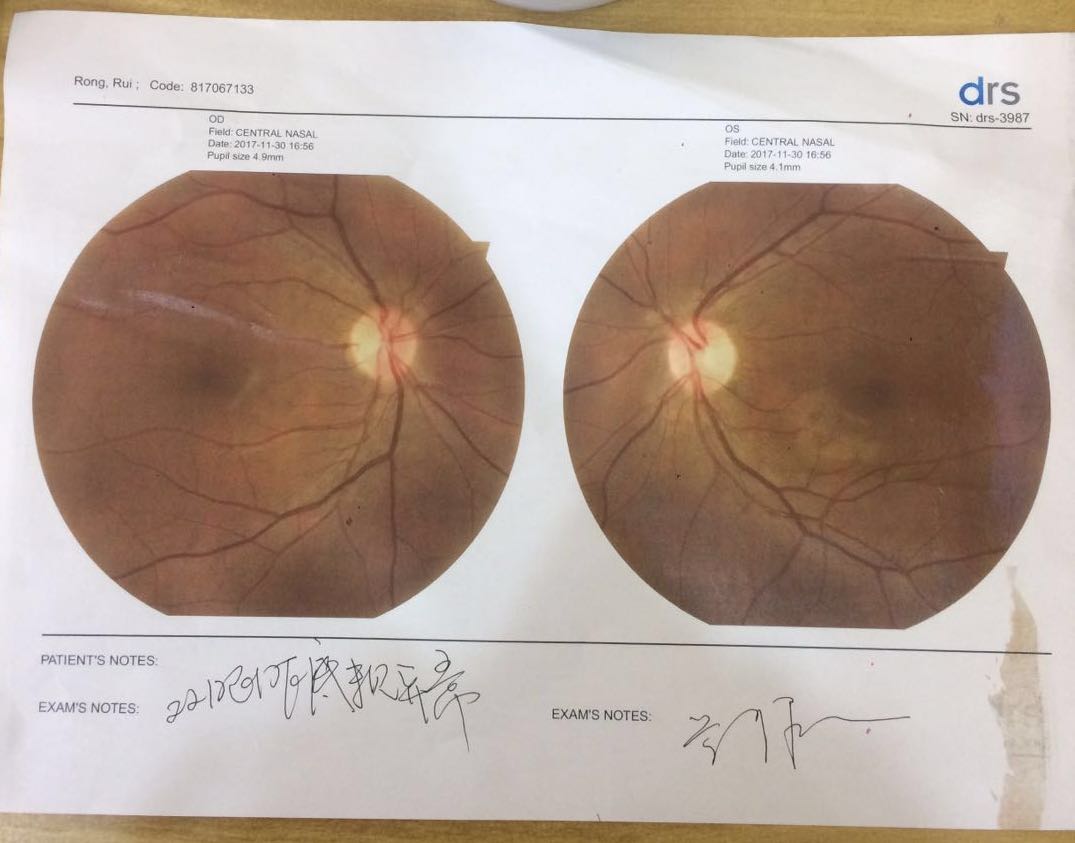 Rong, Rui ; Code: 817067133
drs
SN: drs-3987
OD
Field: CENTRAL NASAL
Date: 2017-11-30 16:56
Pupil size 4.9mm
OS
Field: CENTRAL NASAL
Date: 2017-11-30 16:56
Pupil size 4.1mm
PATIENT'S NOTES:
EXAM'S NOTES:
EXAM'S NOTES: